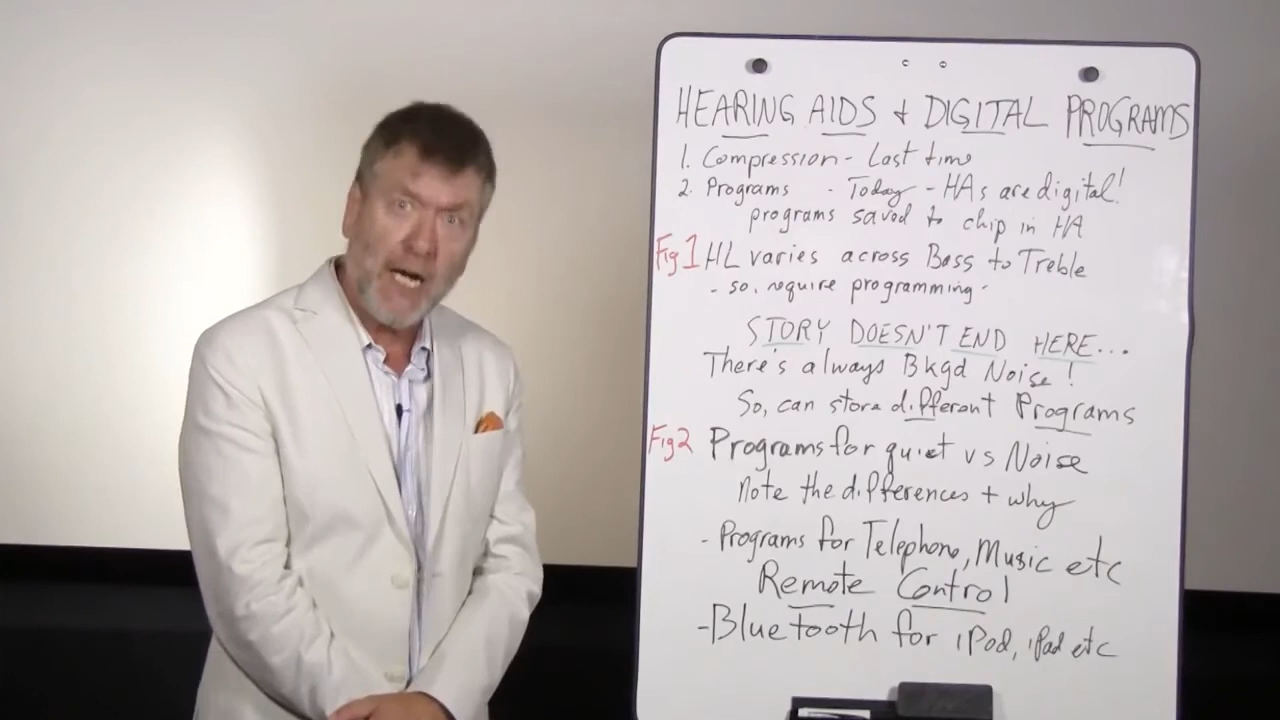 HEARING AIDS + DIGITAL PROGRAMS
1. Compression - Last time
2. Programs - Today - HAs are digital!
programs saved to chip in HA
Fig 1 HL varies across Bass to Treble
- so, require programming -
STORY DOESN'T END HERE...
There's always Bkgd Noise!
So, can store different Programs
Fig 2 Programs for quiet vs Noise
Note the differences + why
- Programs for Telephone, Music etc
Remote Control
- Bluetooth for iPod, iPad etc